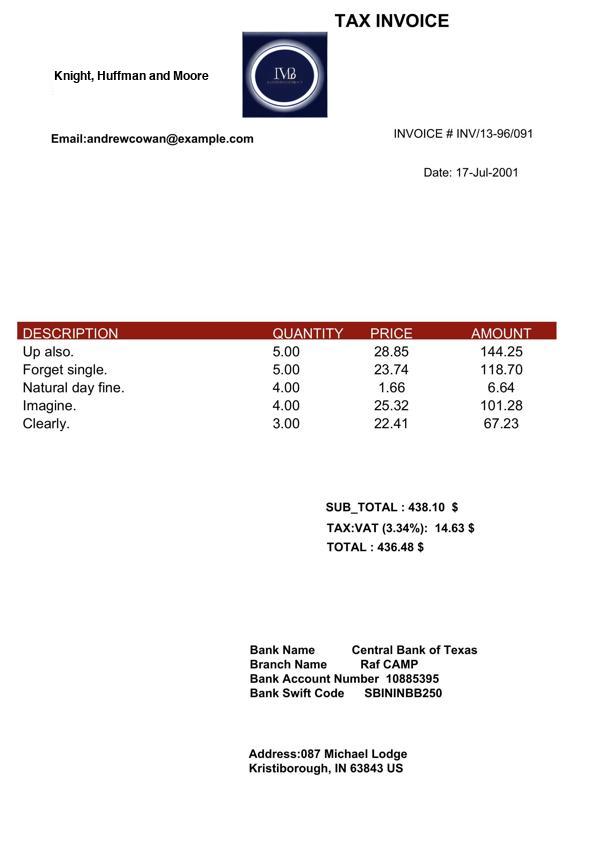 TAX INVOICE
Knight, Huffman and Moore
Email:andrewcowan@example.com
INVOICE # INV/13-96/091
Date: 17-Jul-2001
DESCRIPTION QUANTITY PRICE AMOUNT
Up also. 5.00 28.85 144.25
Forget single. 5.00 23.74 118.70
Natural day fine. 4.00 1.66 6.64
Imagine. 4.00 25.32 101.28
Clearly. 3.00 22.41 67.23
SUB_TOTAL : 438.10 $
TAX:VAT (3.34%): 14.63 $
TOTAL : 436.48 $
Bank Name Central Bank of Texas
Branch Name Raf CAMP
Bank Account Number 10885395
Bank Swift Code SBININBB250
Address:087 Michael Lodge
Kristiborough, IN 63843 US